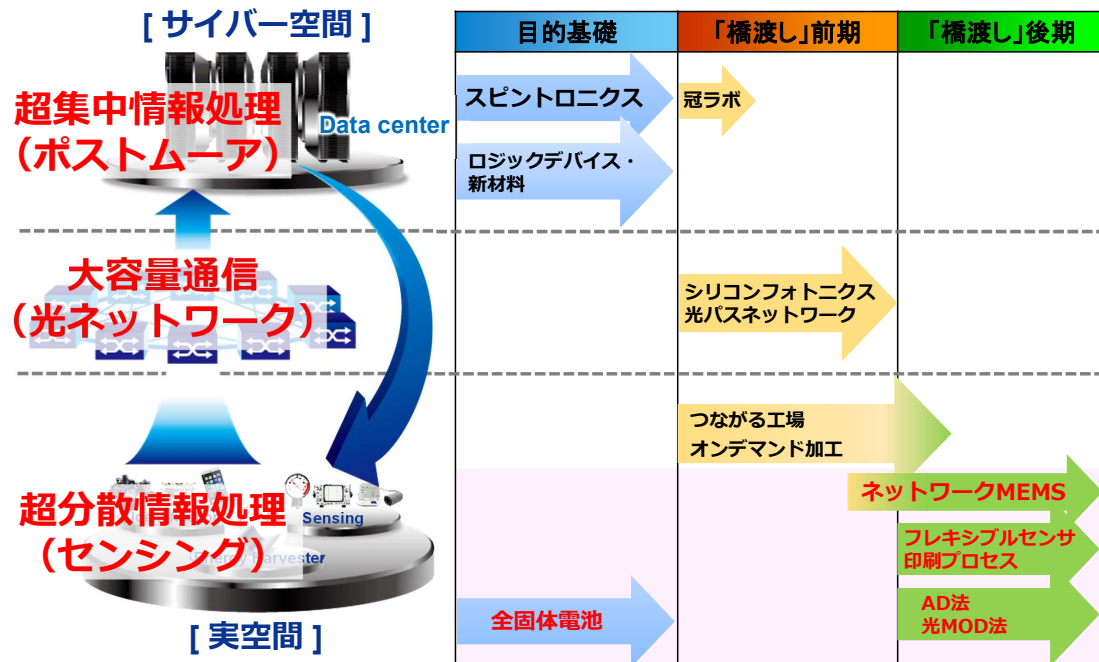 [ サイバー空間 ]
超集中情報処理
（ポストムーア）
Data center
大容量通信
（光ネットワーク）
超分散情報処理
（センシング）
Sensing
Energy Harvester
[ 実空間 ]
目的基礎
「橋渡し」前期
「橋渡し」後期
スピントロニクス
冠ラボ
ロジックデバイス・
新材料
シリコンフォトニクス
光パスネットワーク
つながる工場
オンデマンド加工
ネットワークMEMS
フレキシブルセンサ
印刷プロセス
全固体電池
AD法
光MOD法